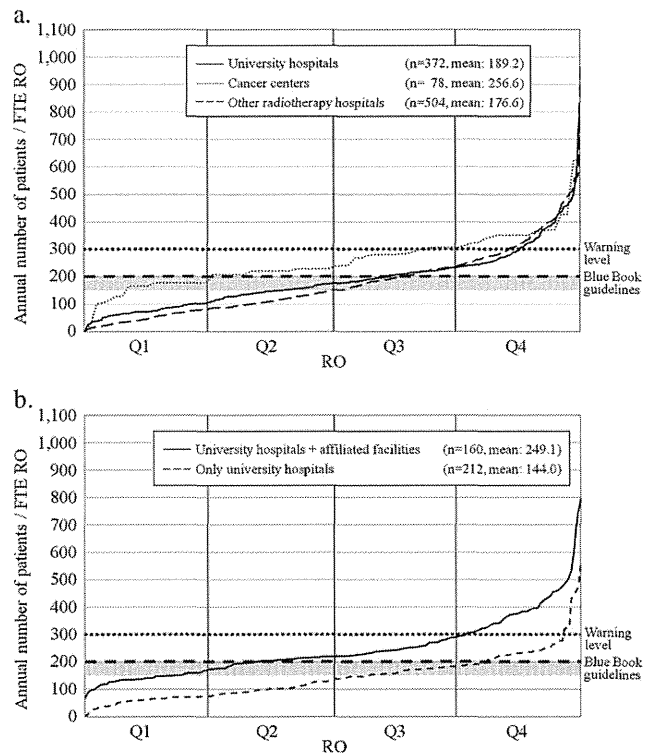 a.
1,100
1,000
900
800
700
600
500
400
300
200
100
0
Annual number of patients / FTE RO
University hospitals (n=372, mean: 189.2)
Cancer centers (n= 78, mean: 256.6)
Other radiotherapy hospitals (n=504, mean: 176.6)
Warning level
Blue Book guidelines
Q1 Q2 Q3 Q4
RO
b.
1,100
1,000
900
800
700
600
500
400
300
200
100
0
Annual number of patients / FTE RO
University hospitals + affiliated facilities (n=160, mean: 249.1)
Only university hospitals (n=212, mean: 144.0)
Warning level
Blue Book guidelines
Q1 Q2 Q3 Q4
RO